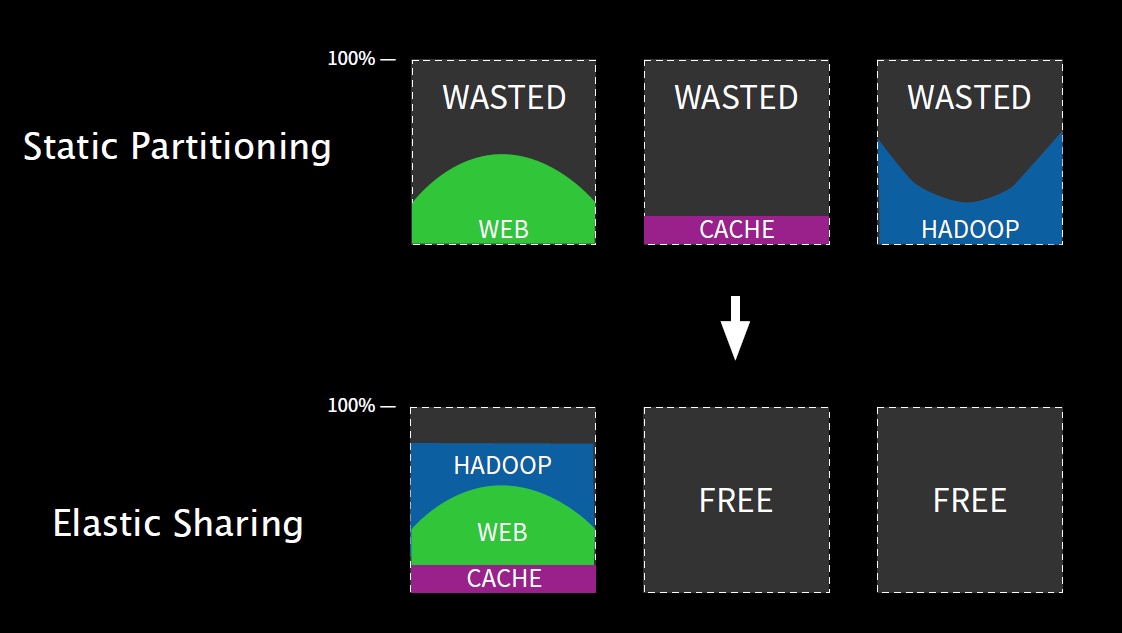 100%
WASTED
WASTED
WASTED
Static Partitioning
WEB
CACHE
HADOOP
100%
HADOOP
WEB
CACHE
FREE
FREE
Elastic Sharing